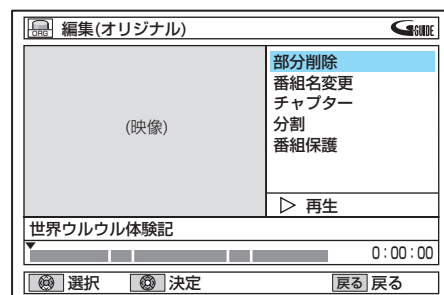 ORG 編集(オリジナル) G-GUIDE
(映像)
部分削除
番組名変更
チャプター
分割
番組保護
▷ 再生
世界ウルウル体験記
0:00:00
選択 決定 戻る 戻る